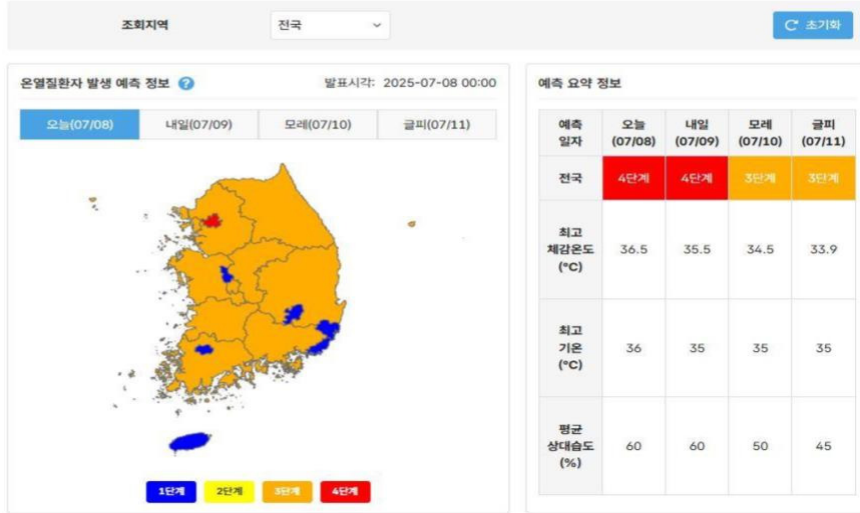 조회지역
전국
초기화
온열질환자 발생 예측 정보 ?
발표시각: 2025-07-08 00:00
오늘(07/08) 내일(07/09) 모레(07/10) 글피(07/11)
1단계 2단계 3단계 4단계
예측 요약 정보
예측 일자 오늘 (07/08) 내일 (07/09) 모레 (07/10) 글피 (07/11)
전국 4단계 4단계 3단계 3단계
최고 체감온도 (°C) 36.5 35.5 34.5 33.9
최고 기온 (°C) 36 35 35 35
평균 상대습도 (%) 60 60 50 45